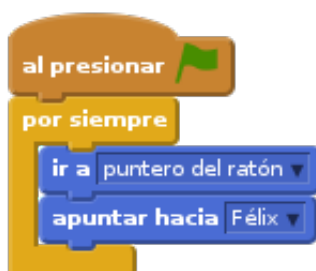 al presionar
por siempre
ir a puntero del ratón
apuntar hacia Félix